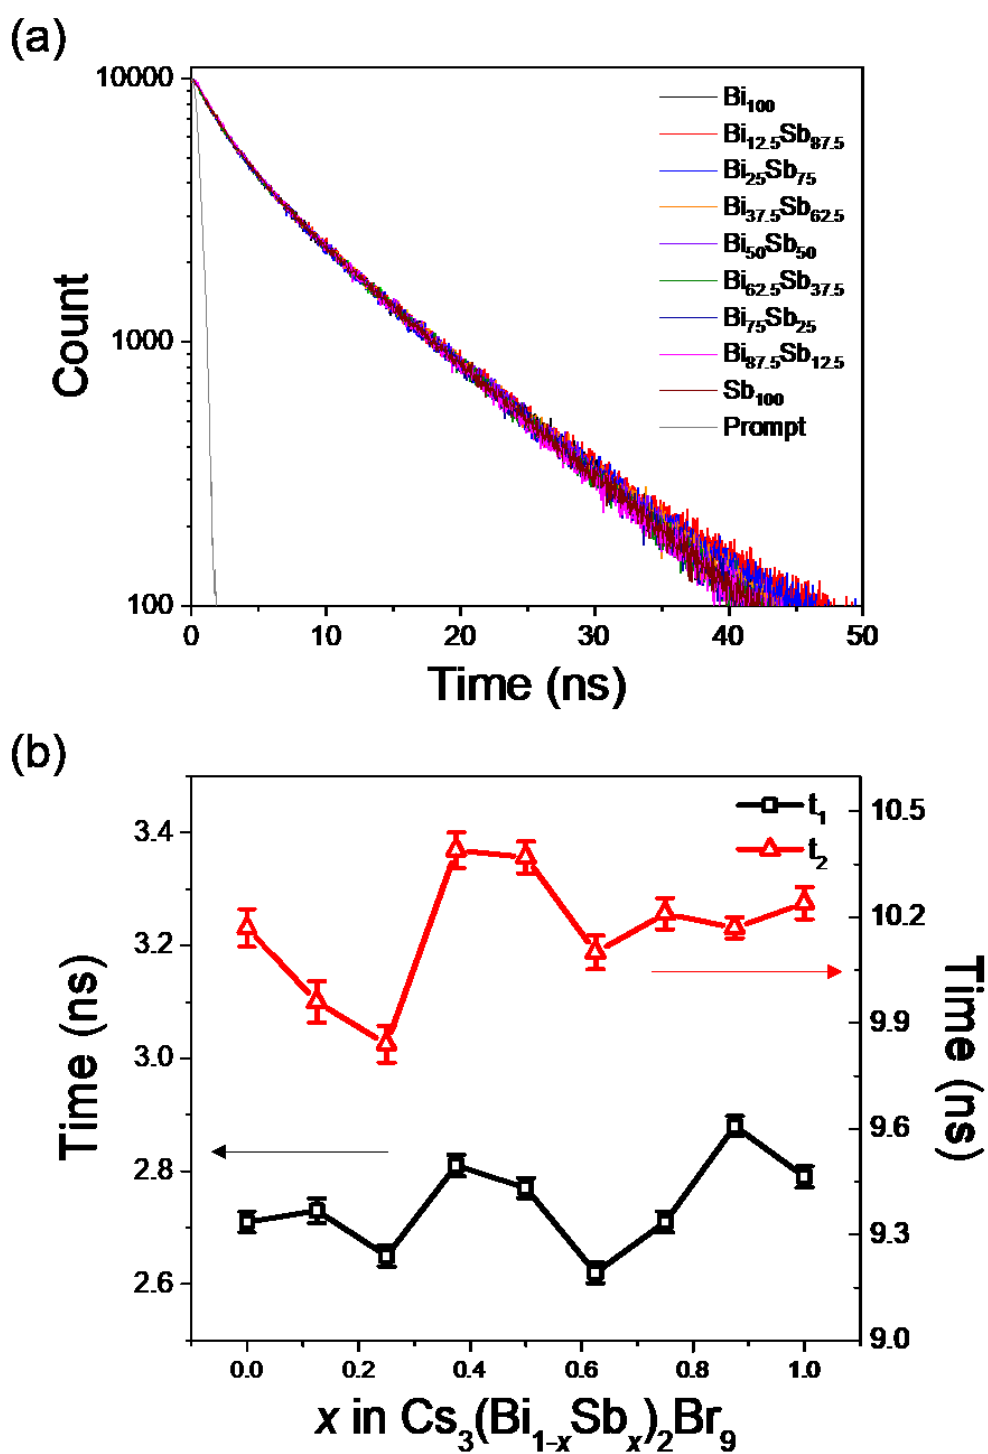 (a)
10000
1000
100
Count
Bi₁₀₀
Bi₁₂.₅Sb₈₇.₅
Bi₂₅Sb₇₅
Bi₃₇.₅Sb₆₂.₅
Bi₅₀Sb₅₀
Bi₆₂.₅Sb₃₇.₅
Bi₇₅Sb₂₅
Bi₈₇.₅Sb₁₂.₅
Sb₁₀₀
Prompt
0 10 20 30 40 50
Time (ns)
(b)
3.4
3.2
3.0
2.8
2.6
Time (ns)
t₁
t₂
10.5
10.2
9.9
9.6
9.3
9.0
Time (ns)
0.0 0.2 0.4 0.6 0.8 1.0
x in Cs₃(Bi₁₋ₓSbₓ)₂Br₉